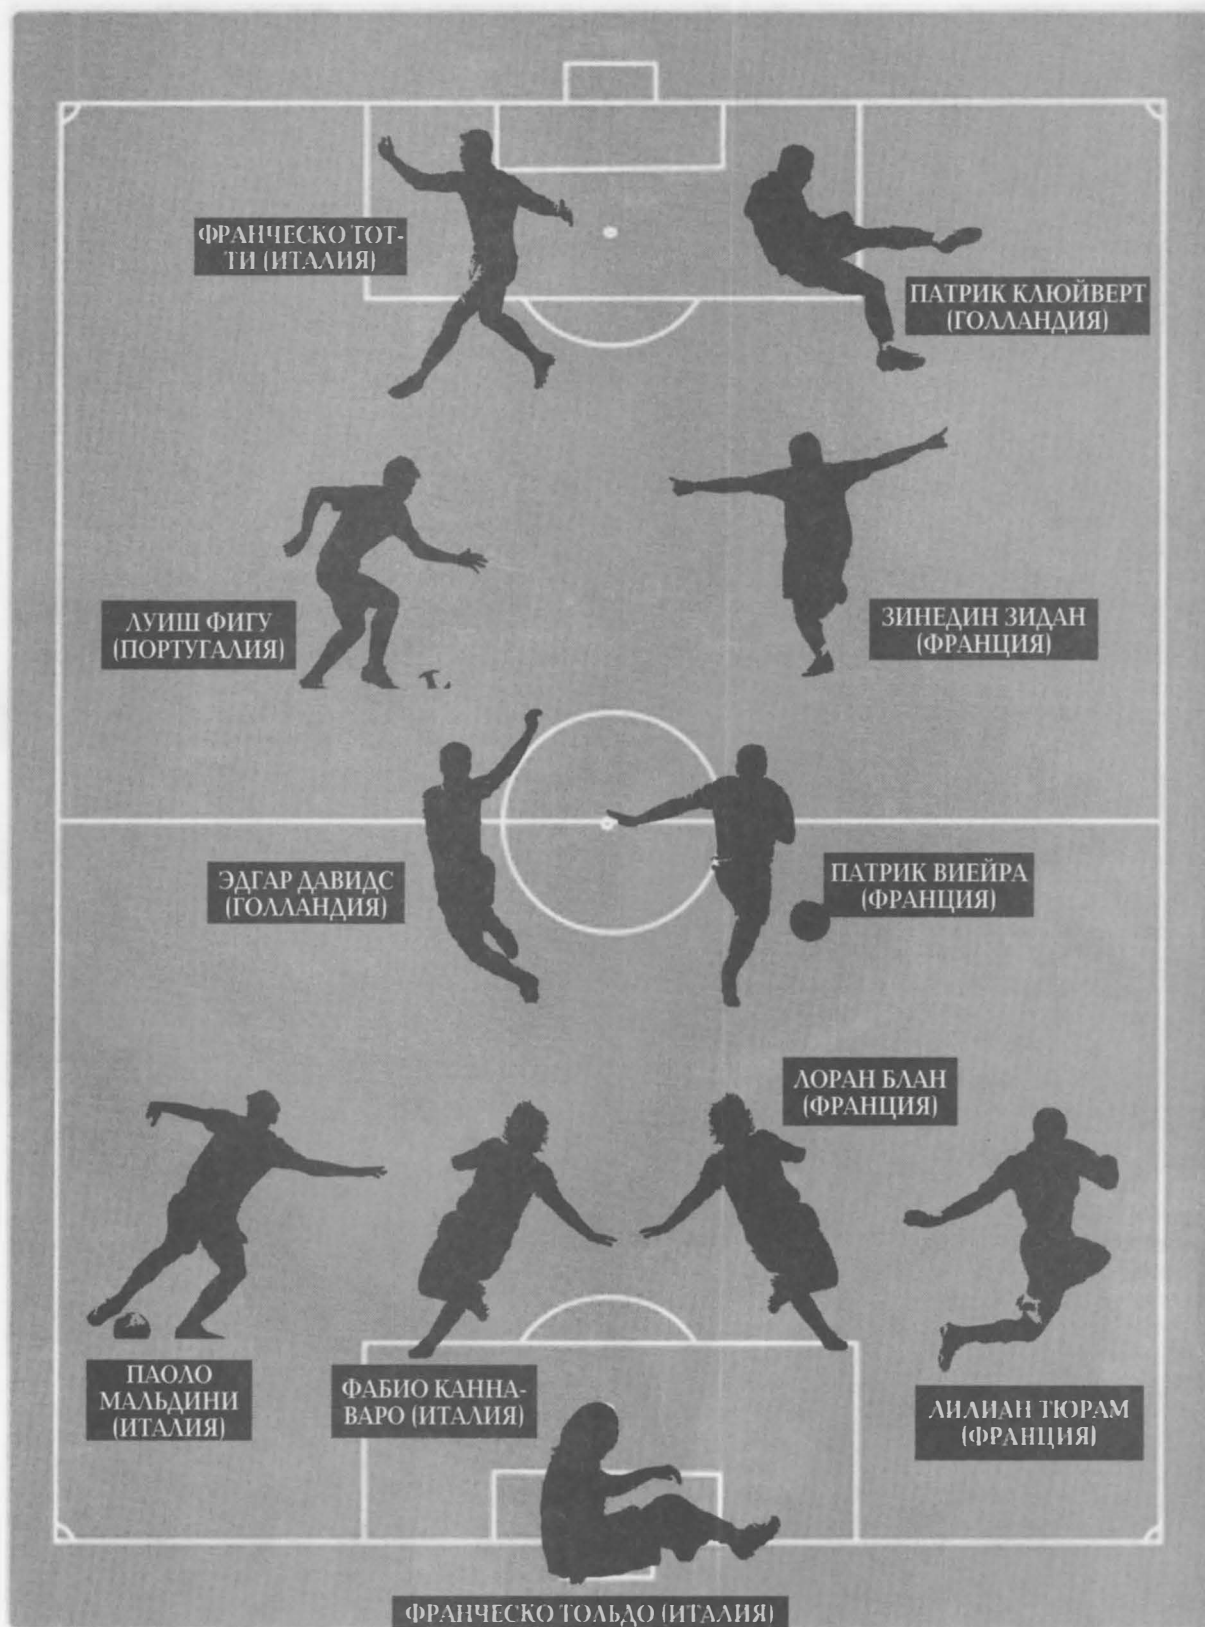 ФРАНЧЕСКО ТОТ-
ТИ (ИТАЛИЯ)
ПАТРИК КЛЮЙВЕРТ
(ГОЛЛАНДИЯ)
ЛУИШ ФИГУ
(ПОРТУГАЛИЯ)
ЗИНЕДИН ЗИДАН
(ФРАНЦИЯ)
ЭДГАР ДАВИДС
(ГОЛЛАНДИЯ)
ПАТРИК ВИЕЙРА
(ФРАНЦИЯ)
ЛОРАН БЛАН
(ФРАНЦИЯ)
ПАОЛО
МАЛЬДИНИ
(ИТАЛИЯ)
ФАБИО КАННА-
ВАРО (ИТАЛИЯ)
ЛИЛИАН ТЮРАМ
(ФРАНЦИЯ)
ФРАНЧЕСКО ТОЛЬДО (ИТАЛИЯ)